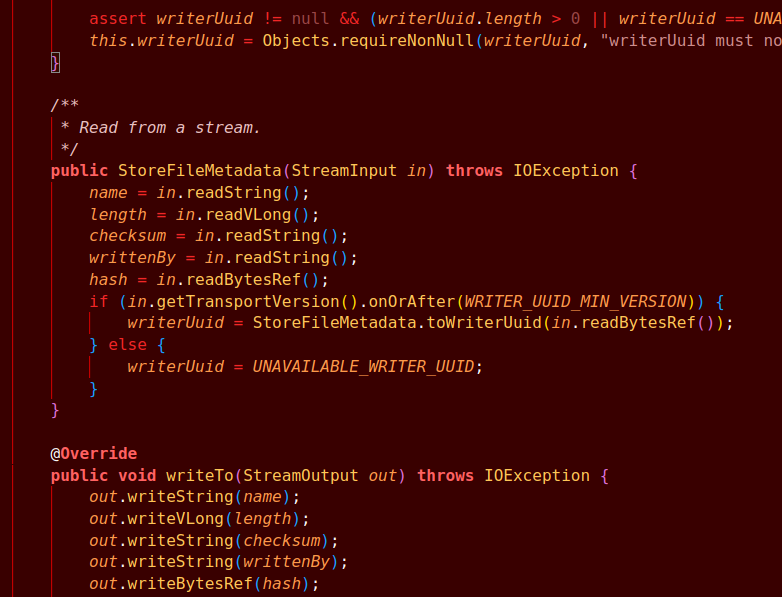 assert writerUuid != null && (writerUuid.length > 0 || writerUuid == UNA
this.writerUuid = Objects.requireNonNull(writerUuid, "writerUuid must no
}
/**
* Read from a stream.
*/
public StoreFileMetadata(StreamInput in) throws IOException {
name = in.readString();
length = in.readVLong();
checksum = in.readString();
writtenBy = in.readString();
hash = in.readBytesRef();
if (in.getTransportVersion().onOrAfter(WRITER_UUID_MIN_VERSION)) {
writerUuid = StoreFileMetadata.toWriterUuid(in.readBytesRef());
} else {
writerUuid = UNAVAILABLE_WRITER_UUID;
}
}
@Override
public void writeTo(StreamOutput out) throws IOException {
out.writeString(name);
out.writeVLong(length);
out.writeString(checksum);
out.writeString(writtenBy);
out.writeBytesRef(hash);